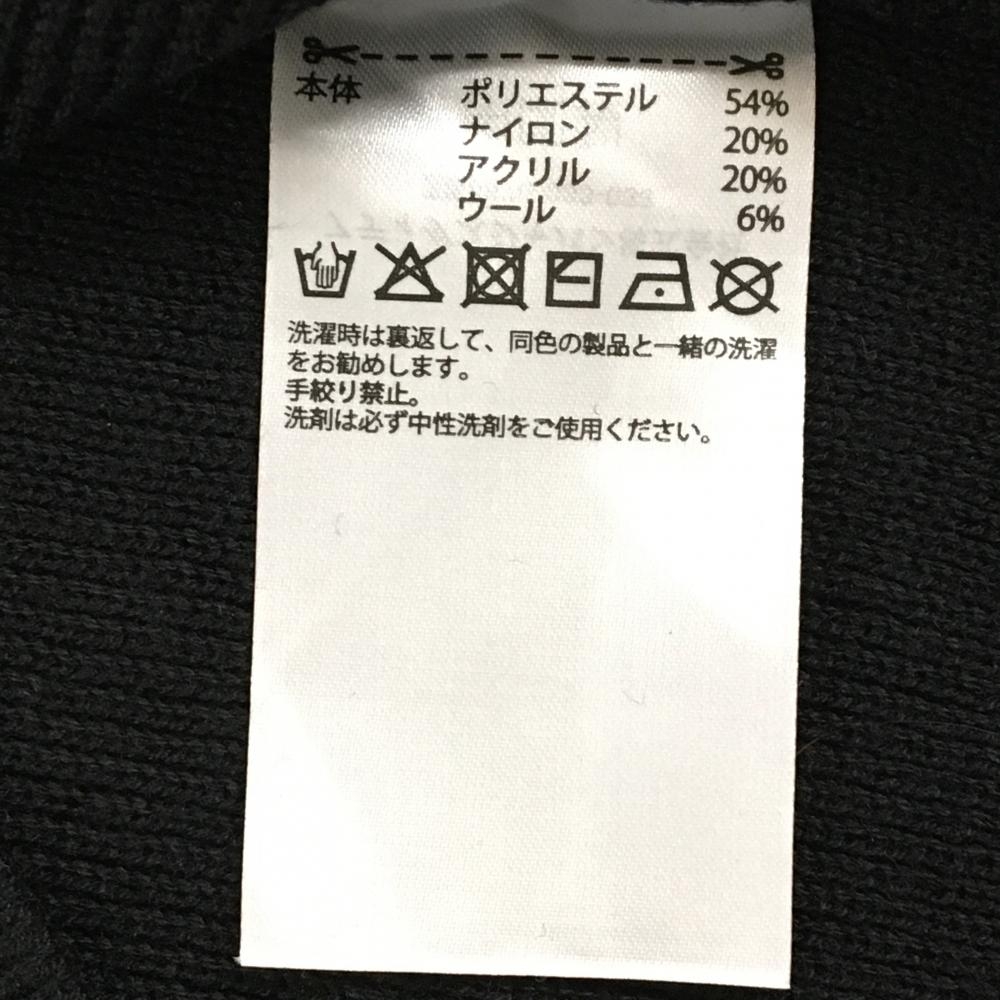 本体 ポリエステル 54%
ナイロン 20%
アクリル 20%
ウール 6%
洗濯時は裏返して、同色の製品と一緒の洗濯
をお勧めします。
手絞り禁止。
洗剤は必ず中性洗剤をご使用ください。